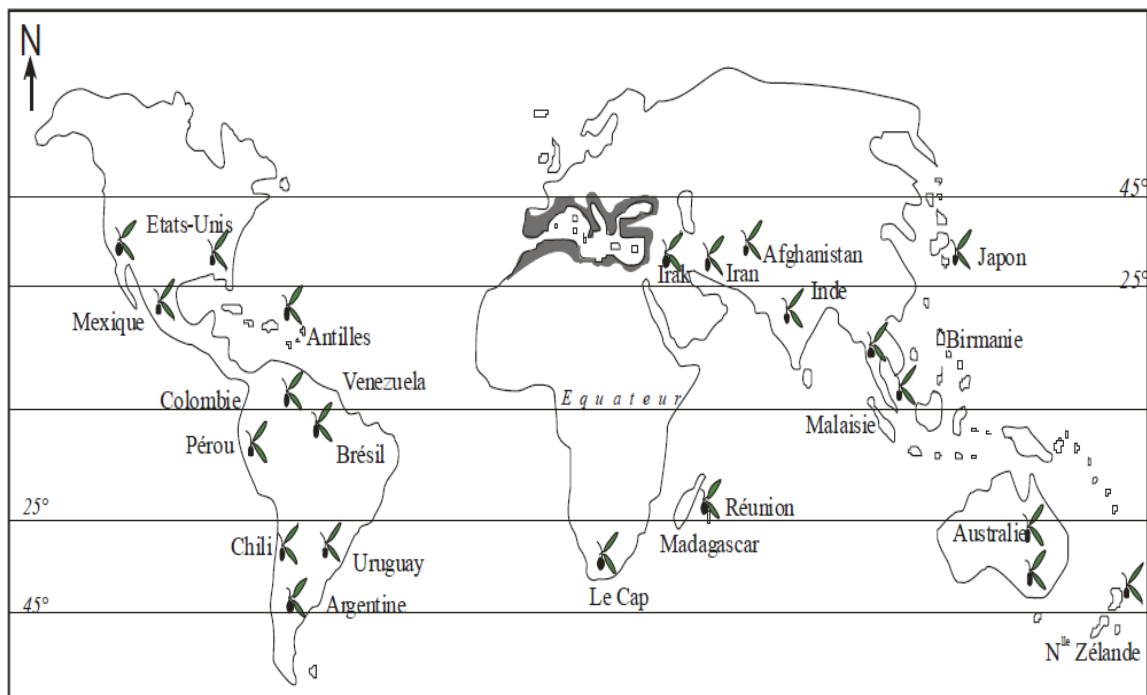 N
45°
Etats-Unis
Afghanistan
Japon
Irak
Iran
25°
Inde
Mexique
Antilles
Birmanie
Venezuela
Colombie
Equateur
Malaisie
Pérou
Brésil
Réunion
25°
Australie
Madagascar
Chili
Uruguay
Le Cap
Argentine
45°
Nlle Zélande